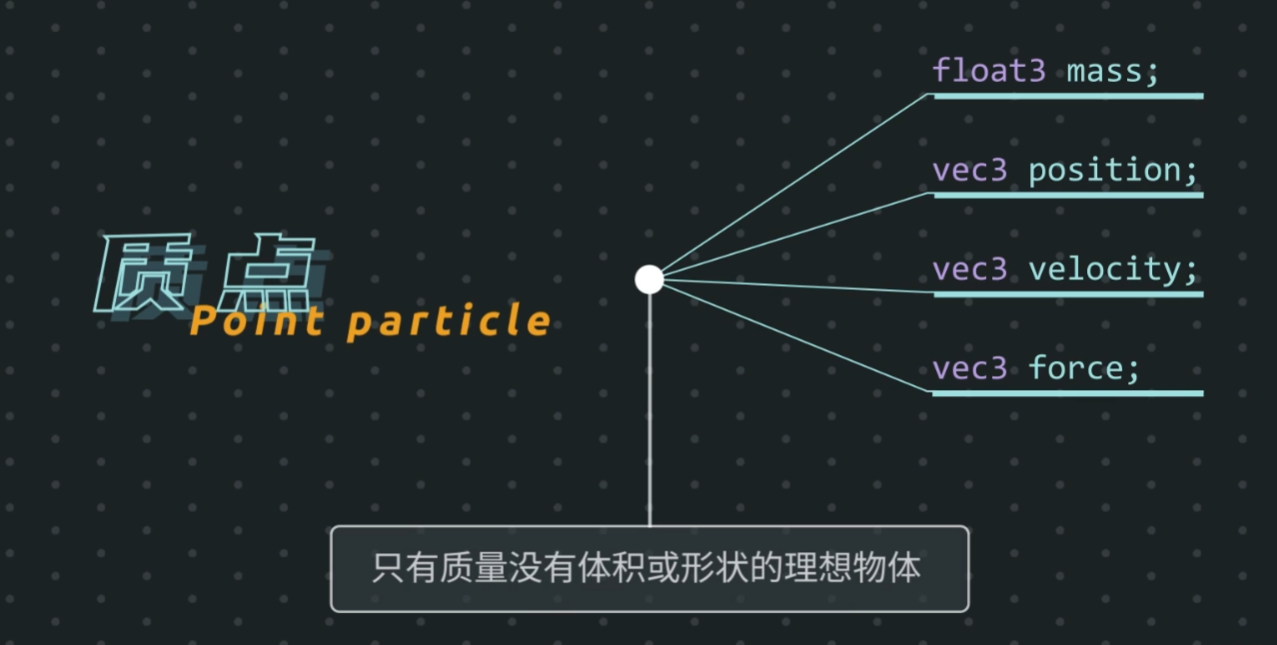 质点
Point particle
float3 mass;
vec3 position;
vec3 velocity;
vec3 force;
只有质量没有体积或形状的理想物体